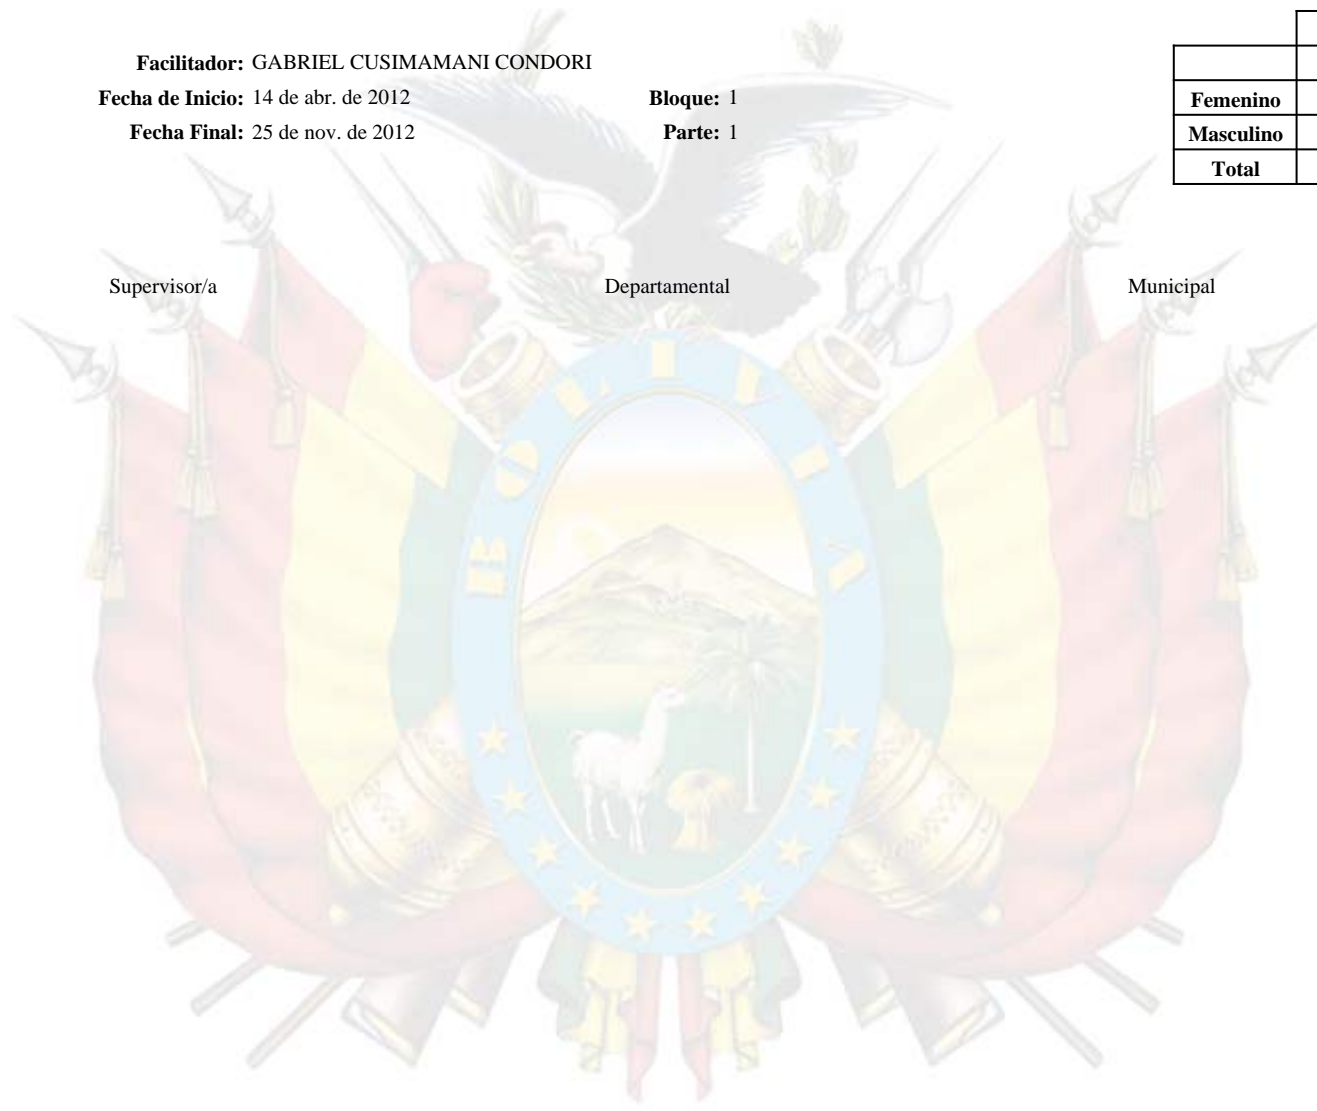 Facilitador: GABRIEL CUSIMAMANI CONDORI
Fecha de Inicio: 14 de abr. de 2012 Bloque: 1
Fecha Final: 25 de nov. de 2012 Parte: 1
Femenino
Masculino
Total
Supervisor/a Departamental Municipal
BOLIVIA